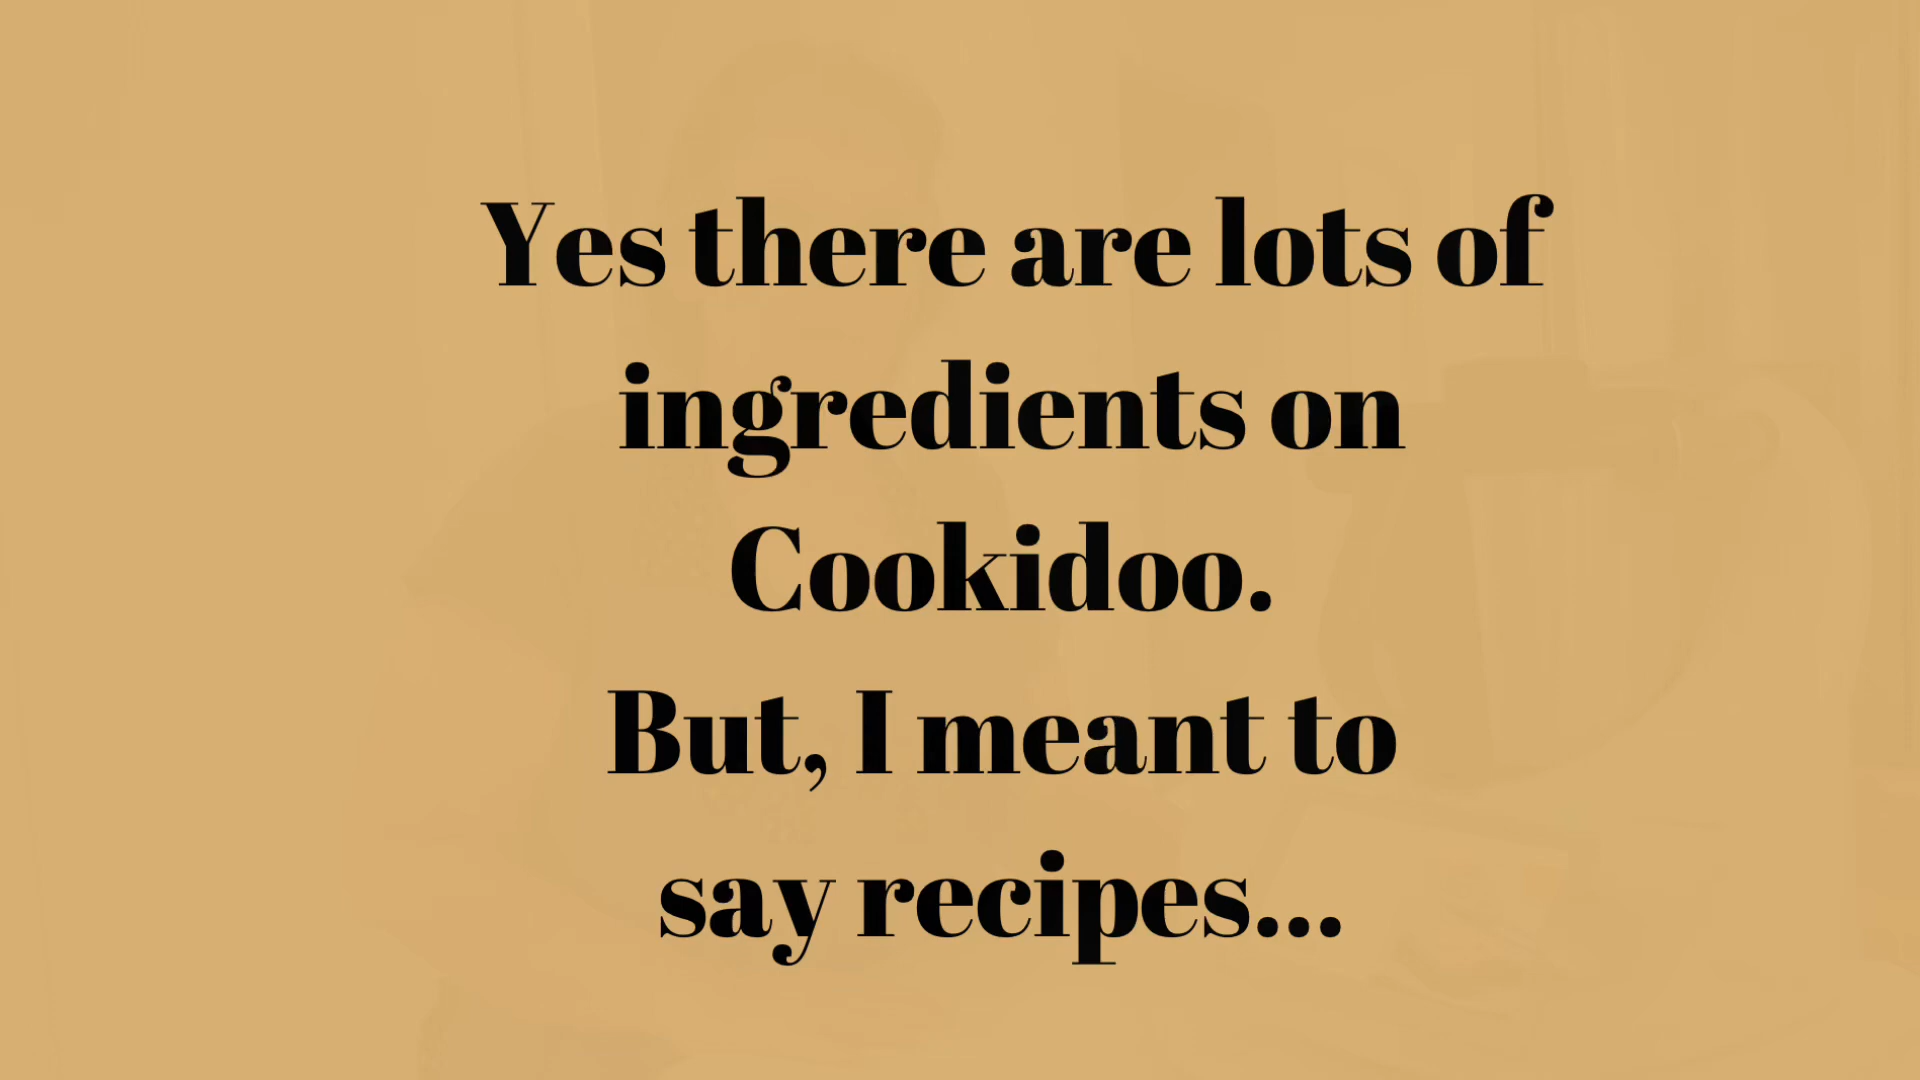 Yes there are lots of
ingredients on
Cookidoo.
But, I meant to
say recipes...